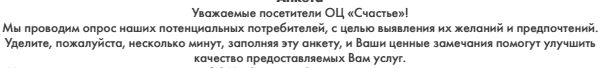 Анкета
Уважаемые посетители ОЦ «Счастье»!
Мы проводим опрос наших потенциальных потребителей, с целью выявления их желаний и предпочтений.
Уделите, пожалуйста, несколько минут, заполняя эту анкету, и Ваши ценные замечания помогут улучшить
качество предоставляемых Вам услуг.